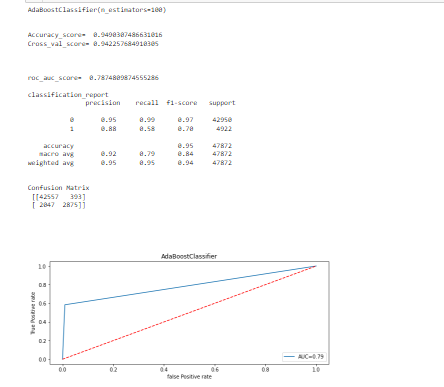 AdaBoostClassifier(n_estimators=100)
Accuracy_score= 0.9490307486631016
Cross_val_score= 0.942257684910305
roc_auc_score= 0.7874809874555286
classification_report
precision recall f1-score support
0 0.95 0.99 0.97 42950
1 0.88 0.58 0.70 4922
accuracy 0.95 47872
macro avg 0.92 0.79 0.84 47872
weighted avg 0.95 0.95 0.94 47872
Confusion Matrix
[[42557 393]
[ 2047 2875]]
AdaBoostClassifier
1.0
0.8
0.6
0.4
0.2
0.0
True Positive rate
AUC=0.79
0.0 0.2 0.4 0.6 0.8 1.0
false Positive rate